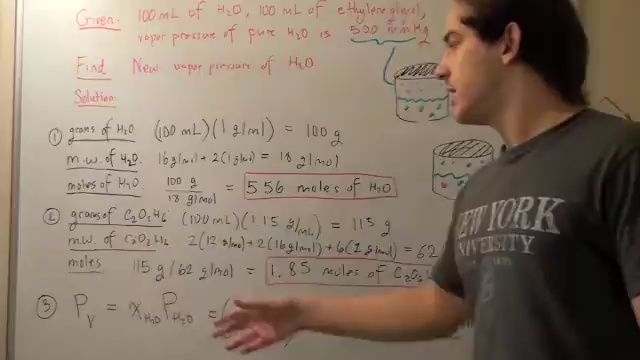 Given: 100 mL of H2O, 100 mL of ethylene glycol,
vapor pressure of pure H2O is 500 mmHg
Find: New vapor pressure of H2O.
Solution:
① grams of H2O (100 mL)(1 g/ml) = 100 g
m.w. of H2O: 16 g/mol + 2(1 g/mol) = 18 g/mol
moles of H2O: 100 g / 18 g/mol = 5.56 moles of H2O
② grams of C2O2H6: (100 mL)(1.15 g/mL) = 115 g
m.w. of C2O2H6 2(12 g/mol) + 2(16 g/mol) + 6(1 g/mol) = 62
moles 115 g / 62 g/mol = 1.85 moles of C2O
③ Pv = xH2O PH2O = (
NEW YORK